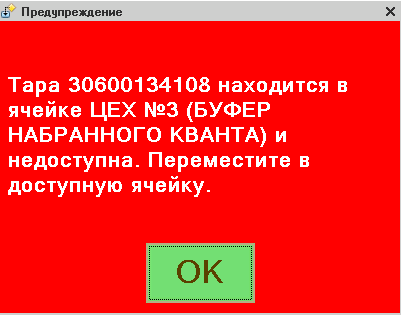 Предупреждение
Тара 30600134108 находится в
ячейке ЦЕХ №3 (БУФЕР
НАБРАННОГО КВАНТА) и
недоступна. Переместите в
доступную ячейку.
OK